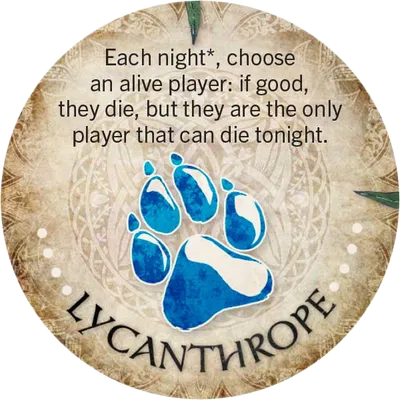 Each night*, choose
an alive player: if good,
they die, but they are the only
player that can die tonight.
LYCANTHROPE